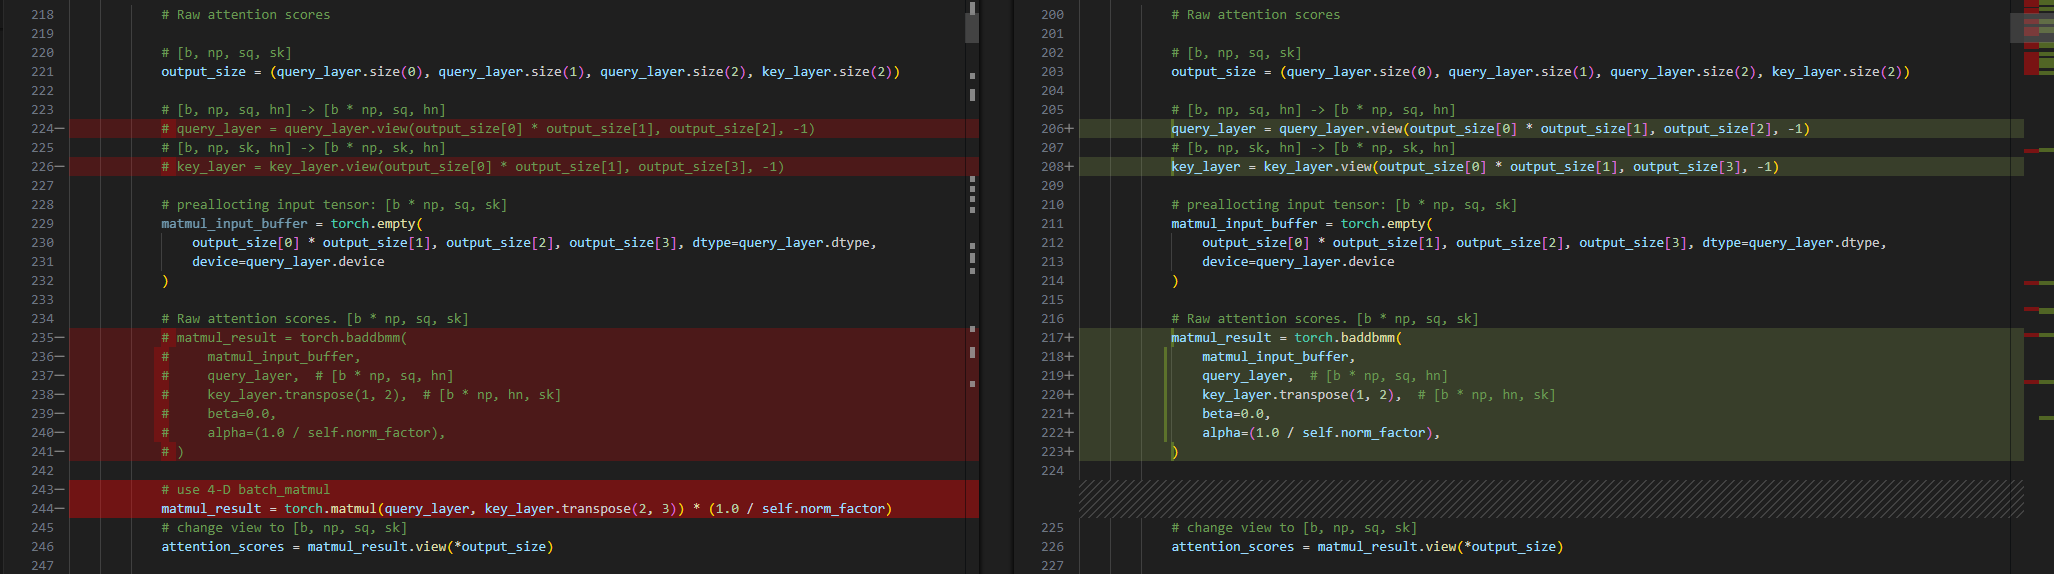 218 # Raw attention scores
219
220 # [b, np, sq, sk]
221 output_size = (query_layer.size(0), query_layer.size(1), query_layer.size(2), key_layer.size(2))
222
223 # [b, np, sq, hn] -> [b * np, sq, hn]
224— # query_layer = query_layer.view(output_size[0] * output_size[1], output_size[2], -1)
225 # [b, np, sk, hn] -> [b * np, sk, hn]
226— # key_layer = key_layer.view(output_size[0] * output_size[1], output_size[3], -1)
227
228 # preallocting input tensor: [b * np, sq, sk]
229 matmul_input_buffer = torch.empty(
230 output_size[0] * output_size[1], output_size[2], output_size[3], dtype=query_layer.dtype,
231 device=query_layer.device
232 )
233
234 # Raw attention scores. [b * np, sq, sk]
235— # matmul_result = torch.baddbmm(
236— # matmul_input_buffer,
237— # query_layer,  # [b * np, sq, hn]
238— # key_layer.transpose(1, 2),  # [b * np, hn, sk]
239— # beta=0.0,
240— # alpha=(1.0 / self.norm_factor),
241— # )
242
243— # use 4-D batch_matmul
244— matmul_result = torch.matmul(query_layer, key_layer.transpose(2, 3)) * (1.0 / self.norm_factor)
245 # change view to [b, np, sq, sk]
246 attention_scores = matmul_result.view(*output_size)
247
200 # Raw attention scores
201
202 # [b, np, sq, sk]
203 output_size = (query_layer.size(0), query_layer.size(1), query_layer.size(2), key_layer.size(2))
204
205 # [b, np, sq, hn] -> [b * np, sq, hn]
206+ query_layer = query_layer.view(output_size[0] * output_size[1], output_size[2], -1)
207 # [b, np, sk, hn] -> [b * np, sk, hn]
208+ key_layer = key_layer.view(output_size[0] * output_size[1], output_size[3], -1)
209
210 # preallocting input tensor: [b * np, sq, sk]
211 matmul_input_buffer = torch.empty(
212 output_size[0] * output_size[1], output_size[2], output_size[3], dtype=query_layer.dtype,
213 device=query_layer.device
214 )
215
216 # Raw attention scores. [b * np, sq, sk]
217+ matmul_result = torch.baddbmm(
218+ matmul_input_buffer,
219+ query_layer,  # [b * np, sq, hn]
220+ key_layer.transpose(1, 2),  # [b * np, hn, sk]
221+ beta=0.0,
222+ alpha=(1.0 / self.norm_factor),
223+ )
224
225 # change view to [b, np, sq, sk]
226 attention_scores = matmul_result.view(*output_size)
227